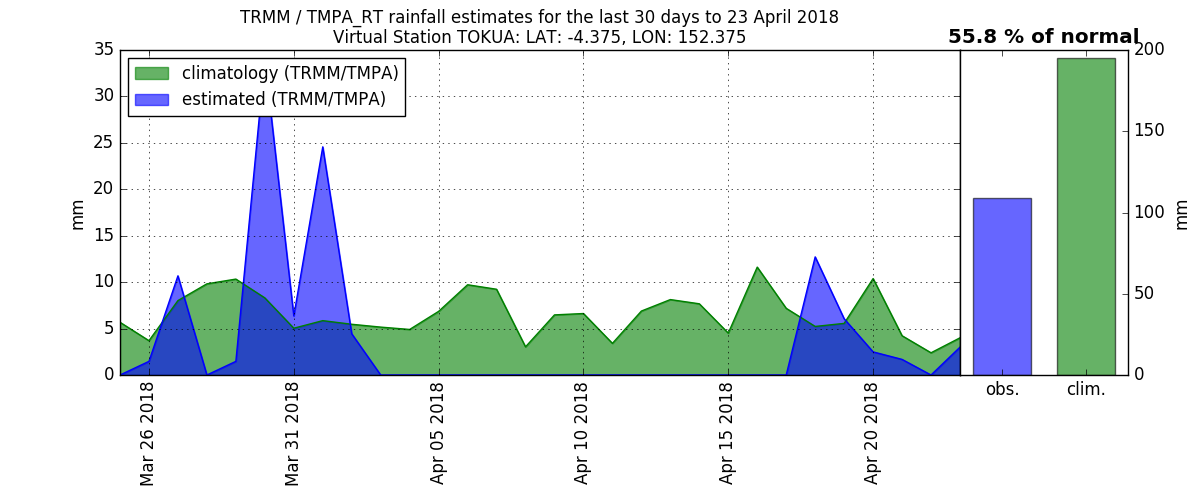 TRMM / TMPA_RT rainfall estimates for the last 30 days to 23 April 2018
Virtual Station TOKUA: LAT: -4.375, LON: 152.375
55.8 % of normal
climatology (TRMM/TMPA)
estimated (TRMM/TMPA)
mm
35
30
25
20
15
10
5
0
Mar 26 2018
Mar 31 2018
Apr 05 2018
Apr 10 2018
Apr 15 2018
Apr 20 2018
obs.
clim.
200
150
100
50
0
mm